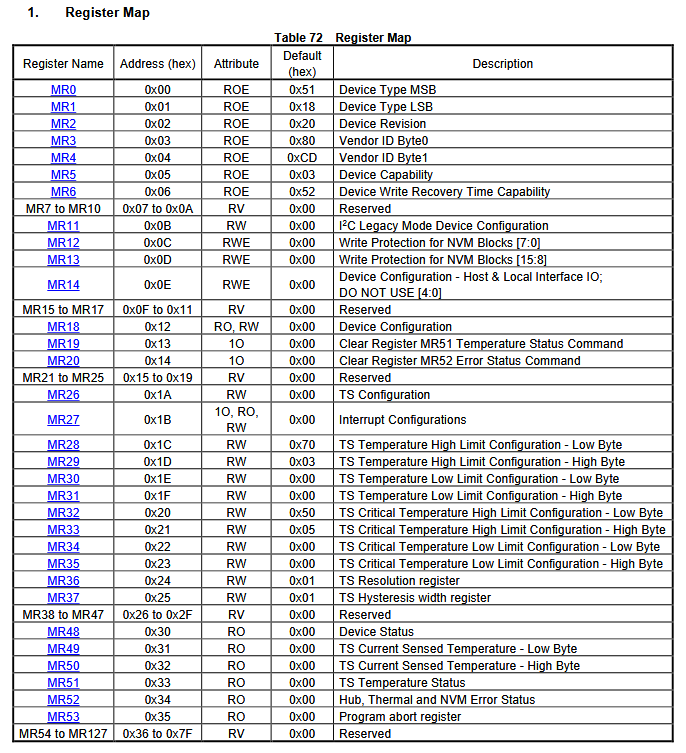 1. Register Map
Table 72 Register Map
Register Name Address (hex) Attribute Default (hex) Description
MR0 0x00 ROE 0x51 Device Type MSB
MR1 0x01 ROE 0x18 Device Type LSB
MR2 0x02 ROE 0x20 Device Revision
MR3 0x03 ROE 0x80 Vendor ID Byte0
MR4 0x04 ROE 0xCD Vendor ID Byte1
MR5 0x05 ROE 0x03 Device Capability
MR6 0x06 ROE 0x52 Device Write Recovery Time Capability
MR7 to MR10 0x07 to 0x0A RV 0x00 Reserved
MR11 0x0B RW 0x00 I²C Legacy Mode Device Configuration
MR12 0x0C RWE 0x00 Write Protection for NVM Blocks [7:0]
MR13 0x0D RWE 0x00 Write Protection for NVM Blocks [15:8]
MR14 0x0E RWE 0x00 Device Configuration - Host & Local Interface IO;
DO NOT USE [4:0]
MR15 to MR17 0x0F to 0x11 RV 0x00 Reserved
MR18 0x12 RO, RW 0x00 Device Configuration
MR19 0x13 1O 0x00 Clear Register MR51 Temperature Status Command
MR20 0x14 1O 0x00 Clear Register MR52 Error Status Command
MR21 to MR25 0x15 to 0x19 RV 0x00 Reserved
MR26 0x1A RW 0x00 TS Configuration
MR27 0x1B 1O, RO, RW 0x00 Interrupt Configurations
MR28 0x1C RW 0x70 TS Temperature High Limit Configuration - Low Byte
MR29 0x1D RW 0x03 TS Temperature High Limit Configuration - High Byte
MR30 0x1E RW 0x00 TS Temperature Low Limit Configuration - Low Byte
MR31 0x1F RW 0x00 TS Temperature Low Limit Configuration - High Byte
MR32 0x20 RW 0x50 TS Critical Temperature High Limit Configuration - Low Byte
MR33 0x21 RW 0x05 TS Critical Temperature High Limit Configuration - High Byte
MR34 0x22 RW 0x00 TS Critical Temperature Low Limit Configuration - Low Byte
MR35 0x23 RW 0x00 TS Critical Temperature Low Limit Configuration - High Byte
MR36 0x24 RW 0x01 TS Resolution register
MR37 0x25 RW 0x01 TS Hysteresis width register
MR38 to MR47 0x26 to 0x2F RV 0x00 Reserved
MR48 0x30 RO 0x00 Device Status
MR49 0x31 RO 0x00 TS Current Sensed Temperature - Low Byte
MR50 0x32 RO 0x00 TS Current Sensed Temperature - High Byte
MR51 0x33 RO 0x00 TS Temperature Status
MR52 0x34 RO 0x00 Hub, Thermal and NVM Error Status
MR53 0x35 RO 0x00 Program abort register
MR54 to MR127 0x36 to 0x7F RV 0x00 Reserved